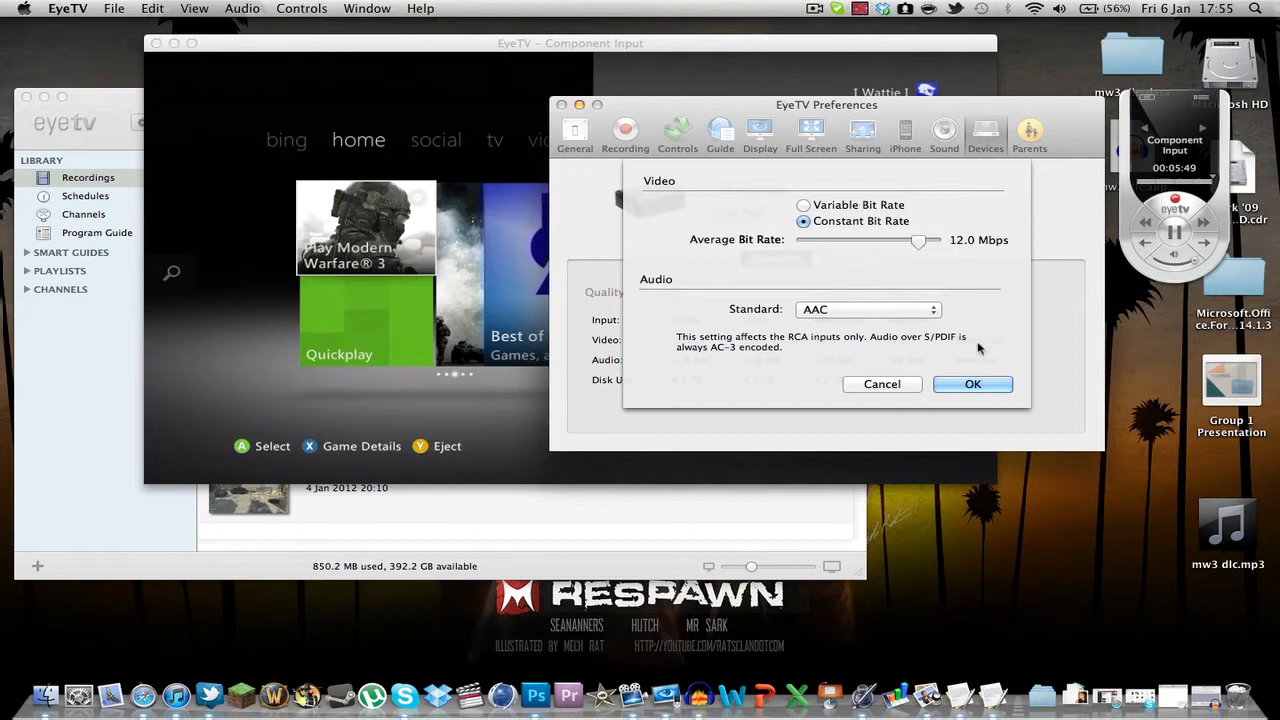 EyeTV File Edit View Audio Controls Window Help
(56%) Fri 6 Jan 17:55
EyeTV – Component Input
eyetv
LIBRARY
Recordings
Schedules
Channels
Program Guide
SMART GUIDES
PLAYLISTS
CHANNELS
I Wattie I
bing home social tv
Play Modern
Warfare® 3
Quickplay
Best of
Games, a
A Select X Game Details Y Eject
4 Jan 2012 20:10
850.2 MB used, 392.2 GB available
EyeTV Preferences
General Recording Controls Guide Display Full Screen Sharing iPhone Sound Devices Parents
Video
Variable Bit Rate
Constant Bit Rate
Average Bit Rate: 12.0 Mbps
Audio
Standard: AAC
This setting affects the RCA inputs only. Audio over S/PDIF is
always AC-3 encoded.
Cancel OK
Quality
Input:
Video:
Audio:
Disk U
Component
Input
00:05:49
eyetv
Microsoft.Offi
ce.For...14.1.3
Group 1
Presentation
mw3 dlc.mp3
RESPAWN
SEANANNERS HUTCH MR SARK
ILLUSTRATED BY MECH RAT HTTP://YOUTUBE.COM/RATSCLANDOTCOM
Ps Pr